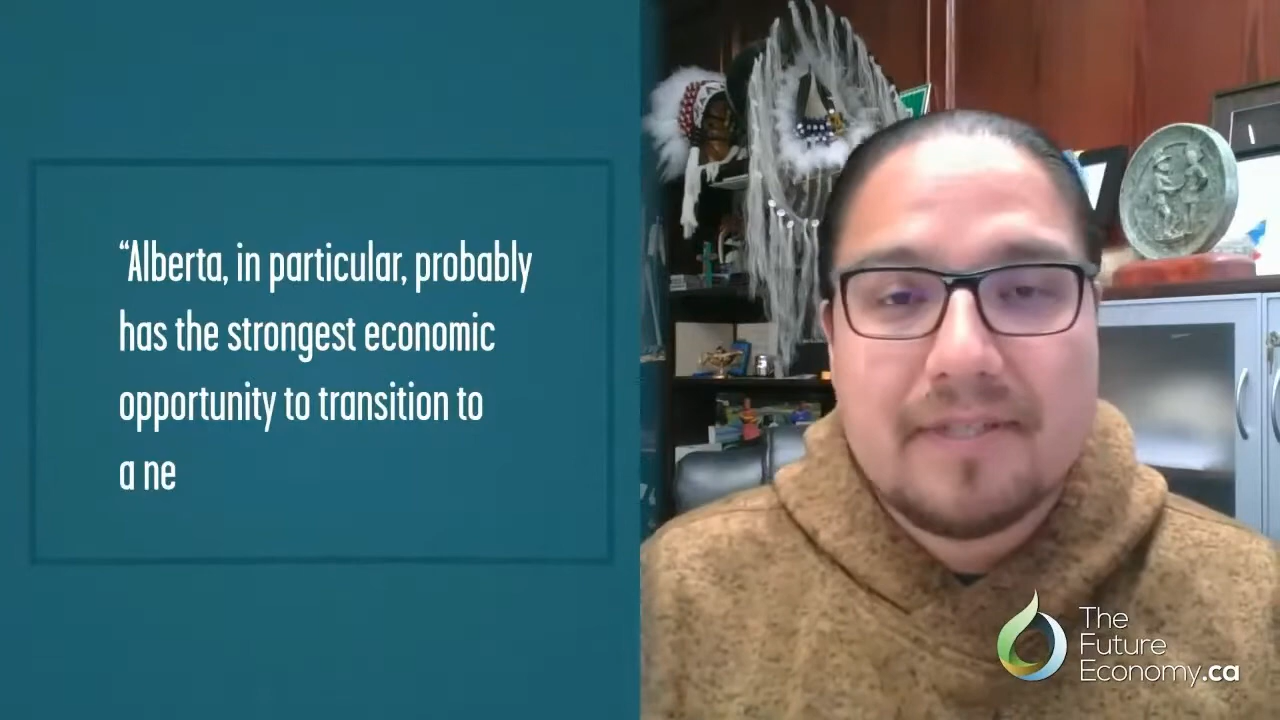 “Alberta, in particular, probably
has the strongest economic
opportunity to transition to
a ne
The
Future
Economy.ca